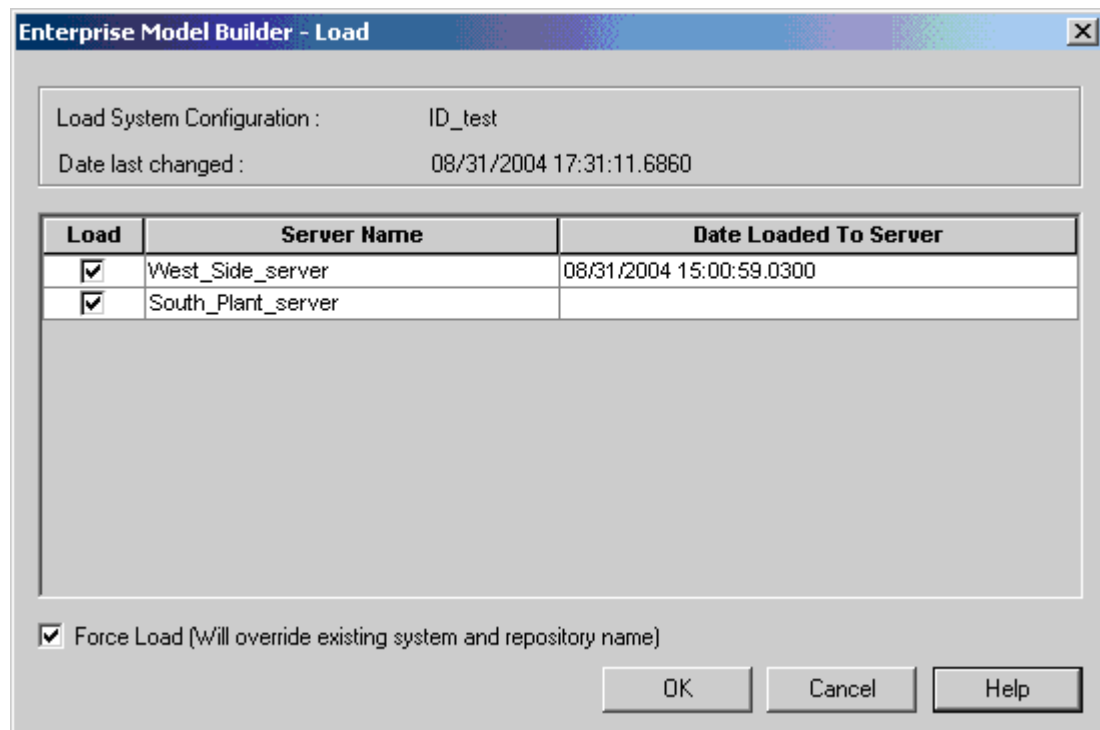 Enterprise Model Builder - Load
Load System Configuration : ID_test
Date last changed : 08/31/2004 17:31:11.6860
Load Server Name Date Loaded To Server
West_Side_server 08/31/2004 15:00:59.0300
South_Plant_server
Force Load (Will override existing system and repository name)
OK Cancel Help